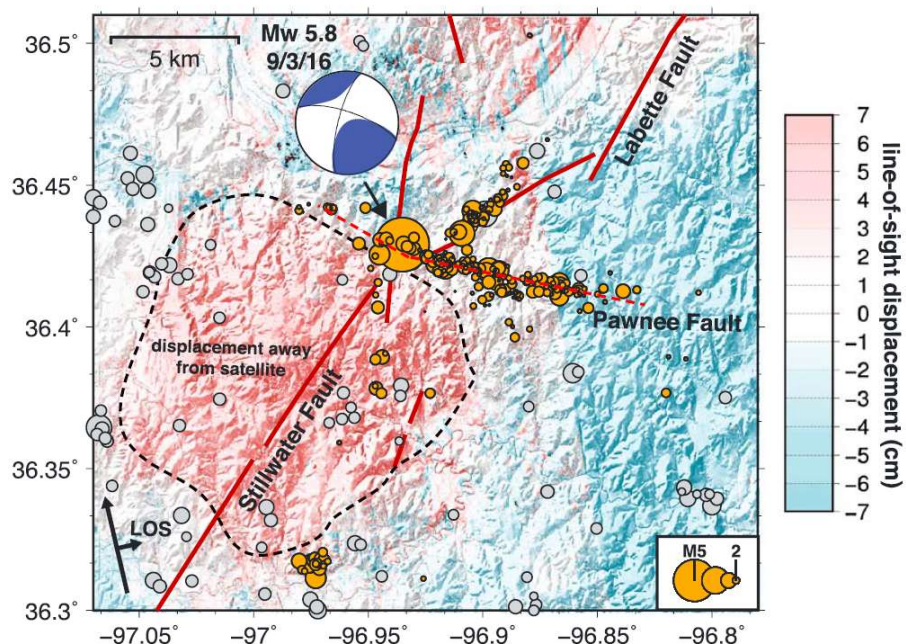 36.5°
36.45°
36.4°
36.35°
36.3°
−97.05°
−97°
−96.95°
−96.9°
−96.85°
−96.8°
5 km
Mw 5.8
9/3/16
Labette Fault
Pawnee Fault
displacement away
from satellite
Stillwater Fault
LOS
M5
2
7
6
5
4
3
2
1
0
−1
−2
−3
−4
−5
−6
−7
line-of-sight displacement (cm)